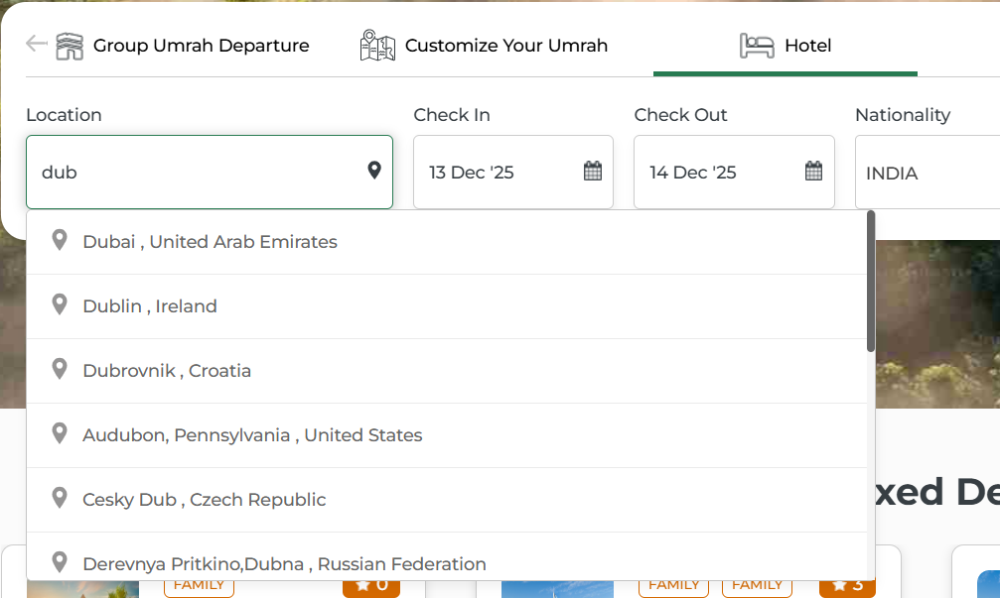 Group Umrah Departure
Customize Your Umrah
Hotel
Location
Check In
Check Out
Nationality
dub
13 Dec '25
14 Dec '25
INDIA
Dubai , United Arab Emirates
Dublin , Ireland
Dubrovnik , Croatia
Audubon, Pennsylvania , United States
Cesky Dub , Czech Republic
Derevnya Pritkino,Dubna , Russian Federation
xed De
FAMILY
0
FAMILY
FAMILY
3